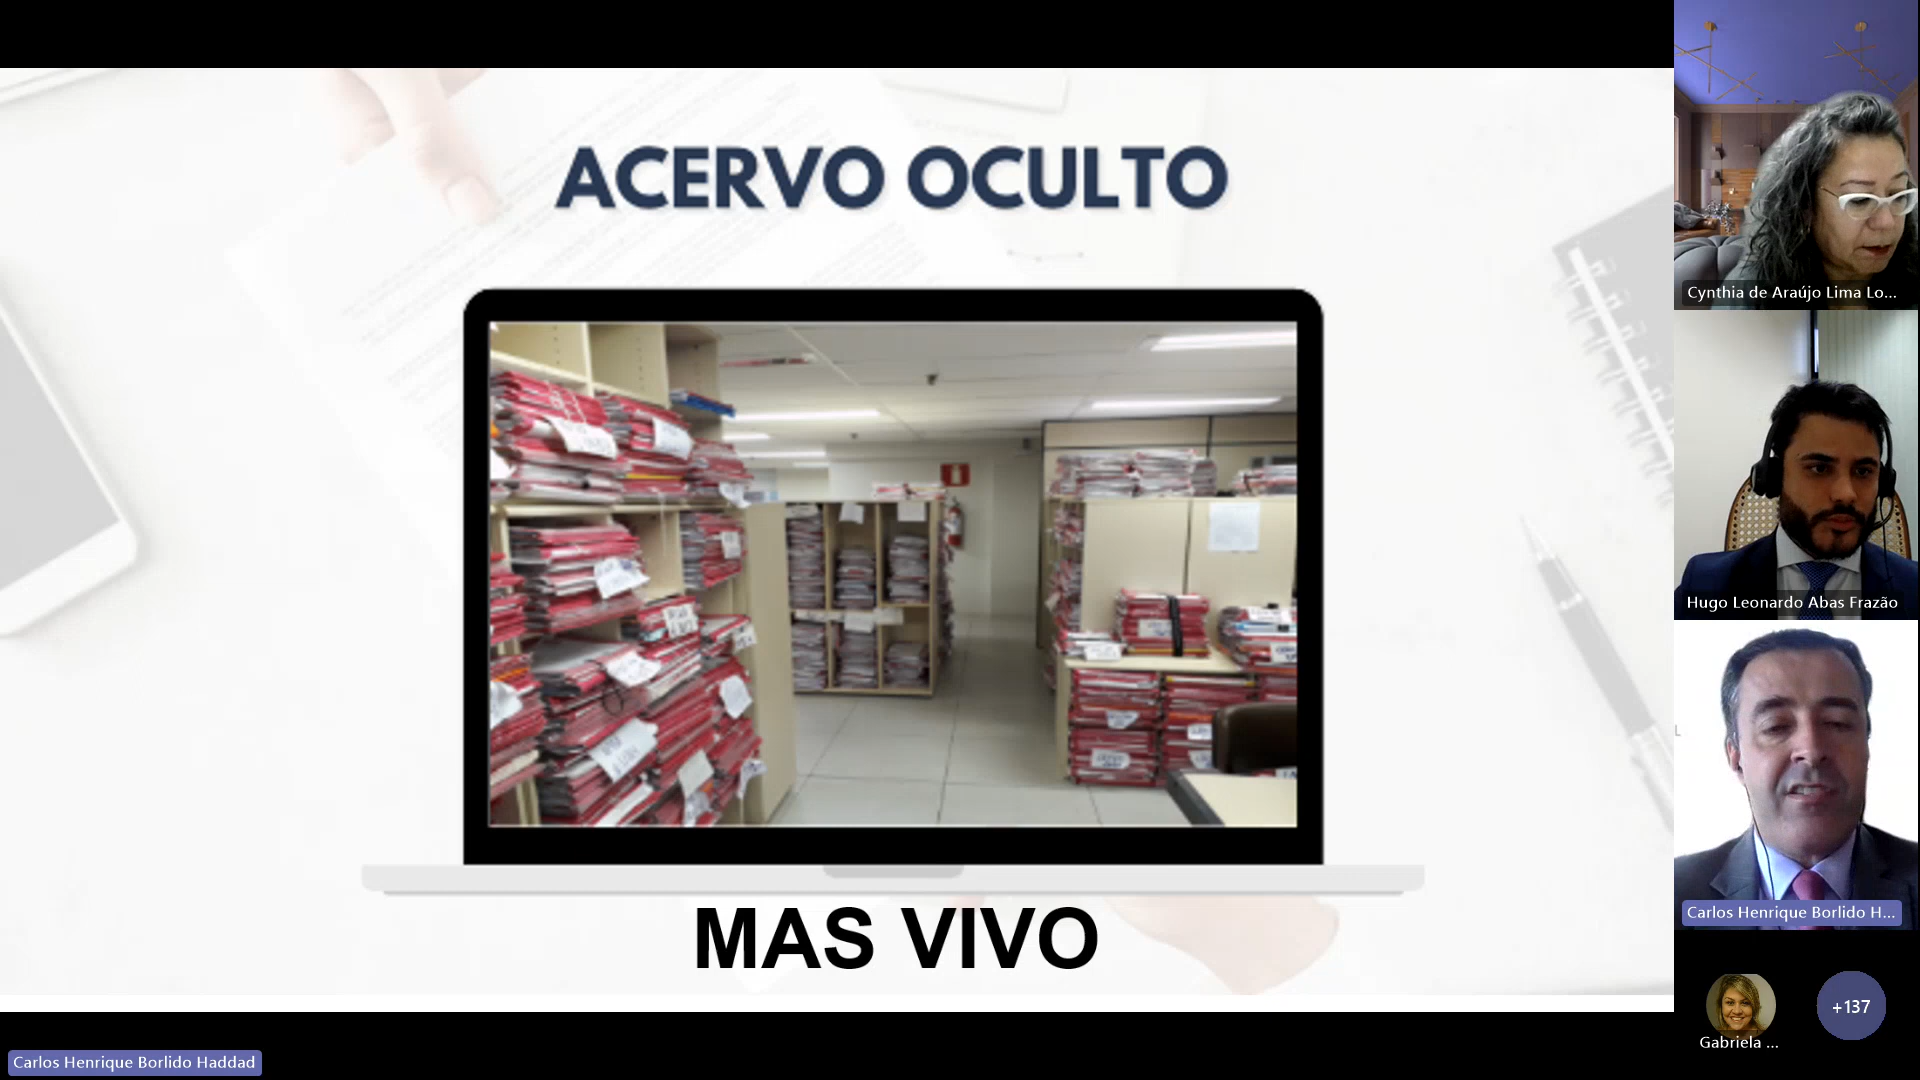 ACERVO OCULTO
MAS VIVO
Carlos Henrique Borlido Haddad
Cynthia de Araújo Lima Lo...
Hugo Leonardo Abas Frazão
L
Carlos Henrique Borlido H...
+137
Gabriela ...